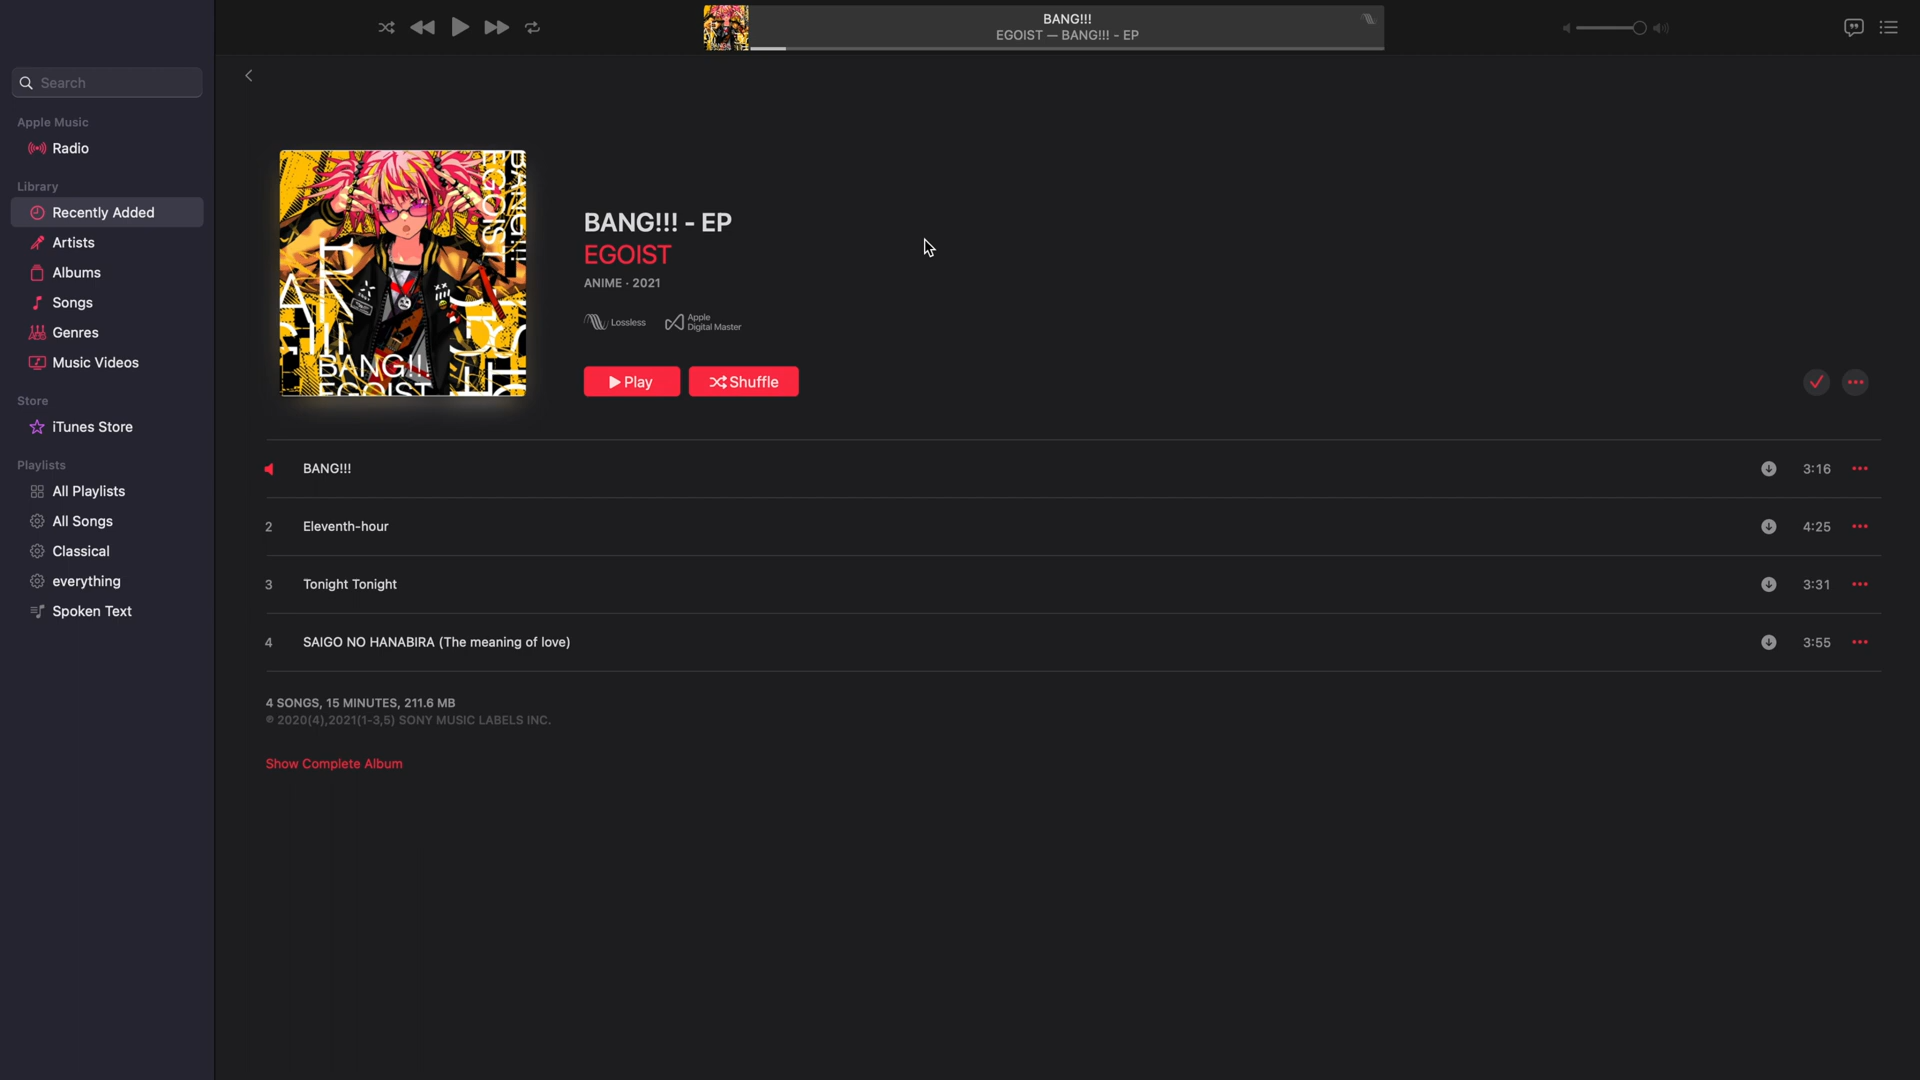 BANG!!!
EGOIST — BANG!!! - EP
Search
Apple Music
Radio
Library
Recently Added
Artists
Albums
Songs
Genres
Music Videos
Store
iTunes Store
Playlists
All Playlists
All Songs
Classical
everything
Spoken Text
BANG!!!
EGOIST
BANG!!!
EGOIST
BANG!!! - EP
EGOIST
ANIME · 2021
Lossless
Apple
Digital Master
Play
Shuffle
BANG!!!
3:16
2
Eleventh-hour
4:25
3
Tonight Tonight
3:31
4
SAIGO NO HANABIRA (The meaning of love)
3:55
4 SONGS, 15 MINUTES, 211.6 MB
℗ 2020(4),2021(1-3,5) SONY MUSIC LABELS INC.
Show Complete Album